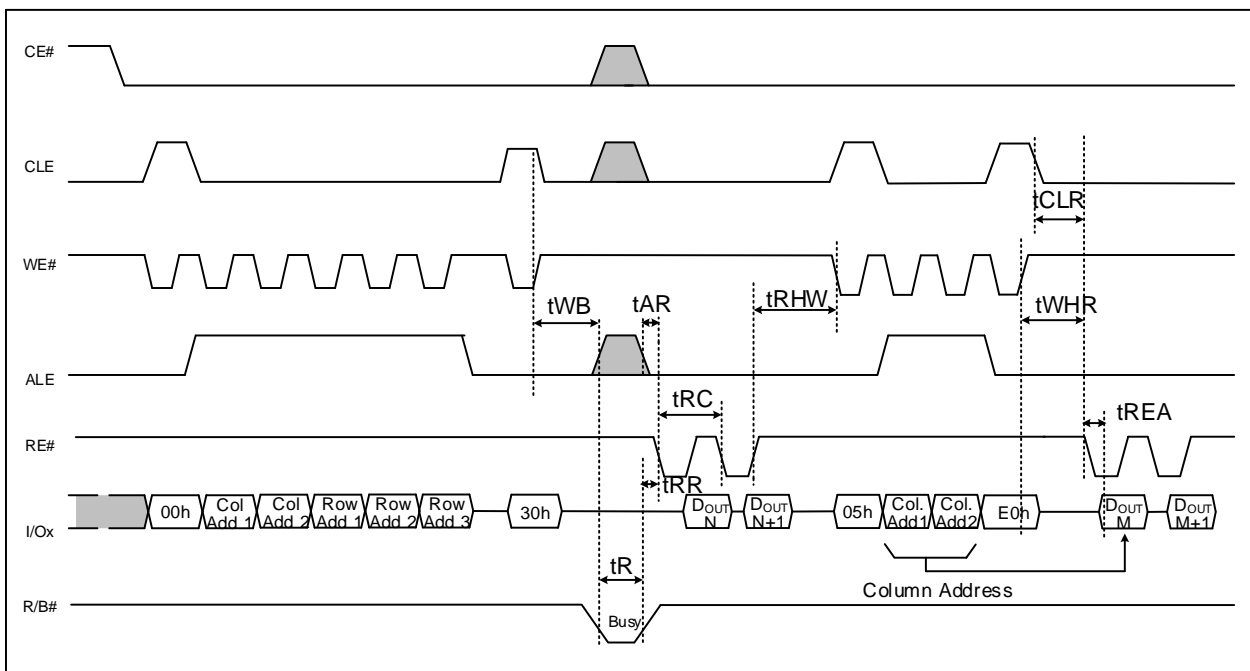 CE#
CLE
tCLR
WE#
tWB
tAR
tRHW
tWHR
ALE
tRC
tREA
RE#
tRR
I/Ox
00h
Col
Add.1
Col
Add.2
Row
Add.1
Row
Add.2
Row
Add.3
30h
DOUT
N
DOUT
N+1
05h
Col.
Add1
Col.
Add2
E0h
DOUT
M
DOUT
M+1
tR
Column Address
R/B#
Busy